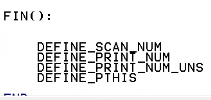 FIN():
DEFINE_SCAN_NUM
DEFINE_PRINT_NUM
DEFINE_PRINT_NUM_UNS
DEFINE_PTHIS